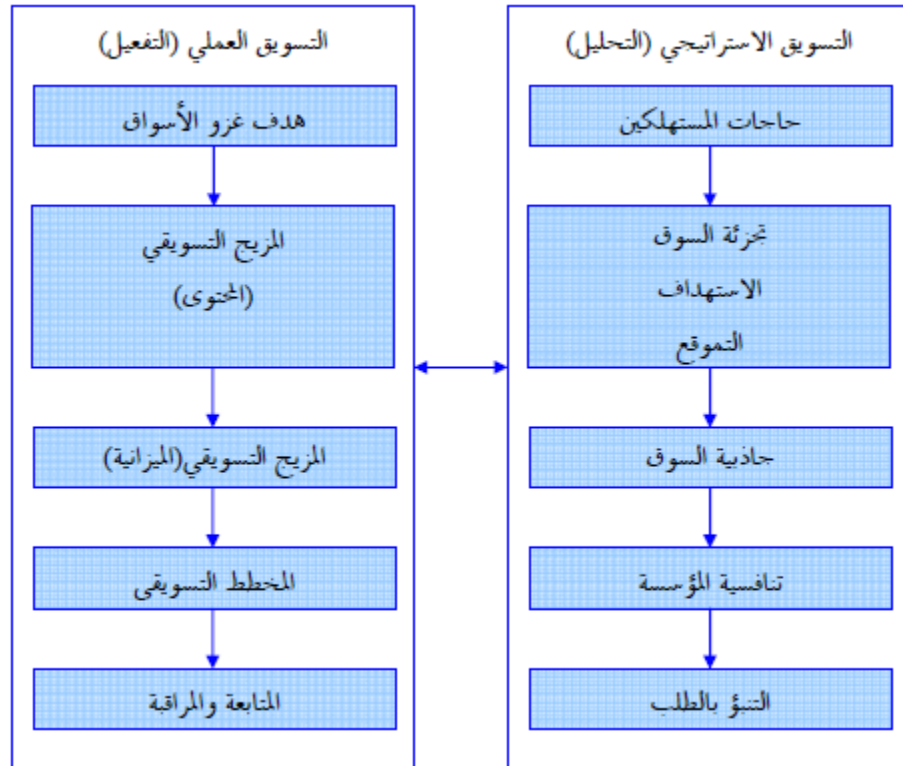 التسويق الاستراتيجي (التحليل)
حاجات المستهلكين
تجزئة السوق
الاستهداف
التموقع
جاذبية السوق
تنافسية المؤسسة
التنبؤ بالطلب
التسويق العملي (التفعيل)
هدف غزو الأسواق
المزيج التسويقي
(المحتوى)
المزيج التسويقي(الميزانية)
المخطط التسويقي
المتابعة والمراقبة